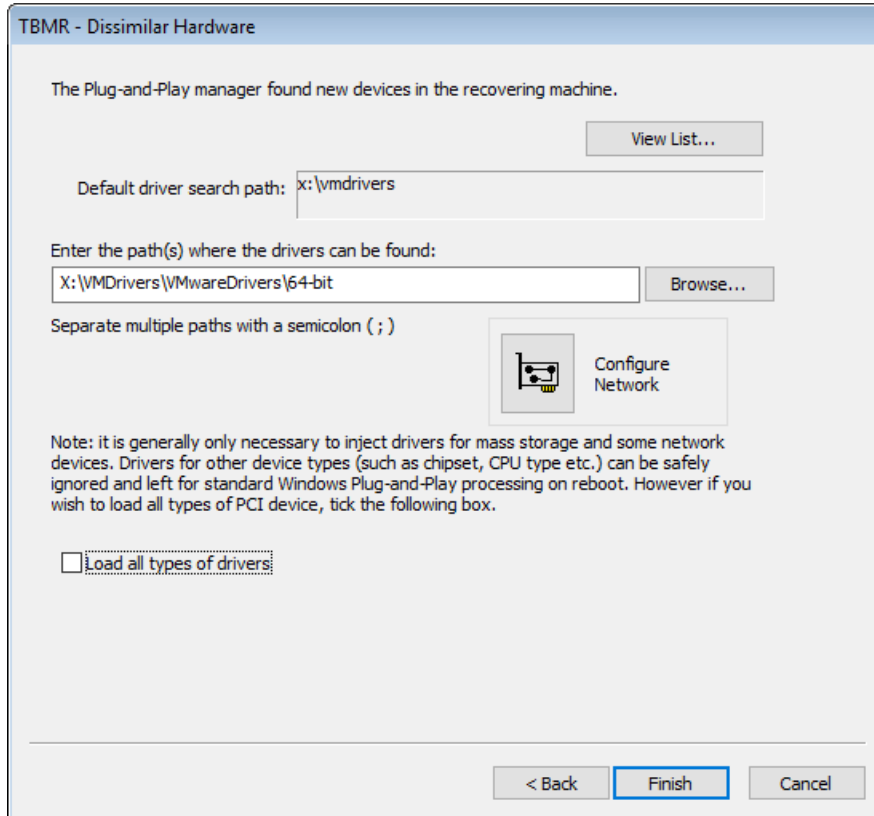 TBMR - Dissimilar Hardware
The Plug-and-Play manager found new devices in the recovering machine.
View List...
Default driver search path: x:\vmdrivers
Enter the path(s) where the drivers can be found:
X:\VMDrivers\VMwareDrivers\64-bit Browse...
Separate multiple paths with a semicolon ( ; )
Configure
Network
Note: it is generally only necessary to inject drivers for mass storage and some network
devices. Drivers for other device types (such as chipset, CPU type etc.) can be safely
ignored and left for standard Windows Plug-and-Play processing on reboot. However if you
wish to load all types of PCI device, tick the following box.
Load all types of drivers
< Back Finish Cancel